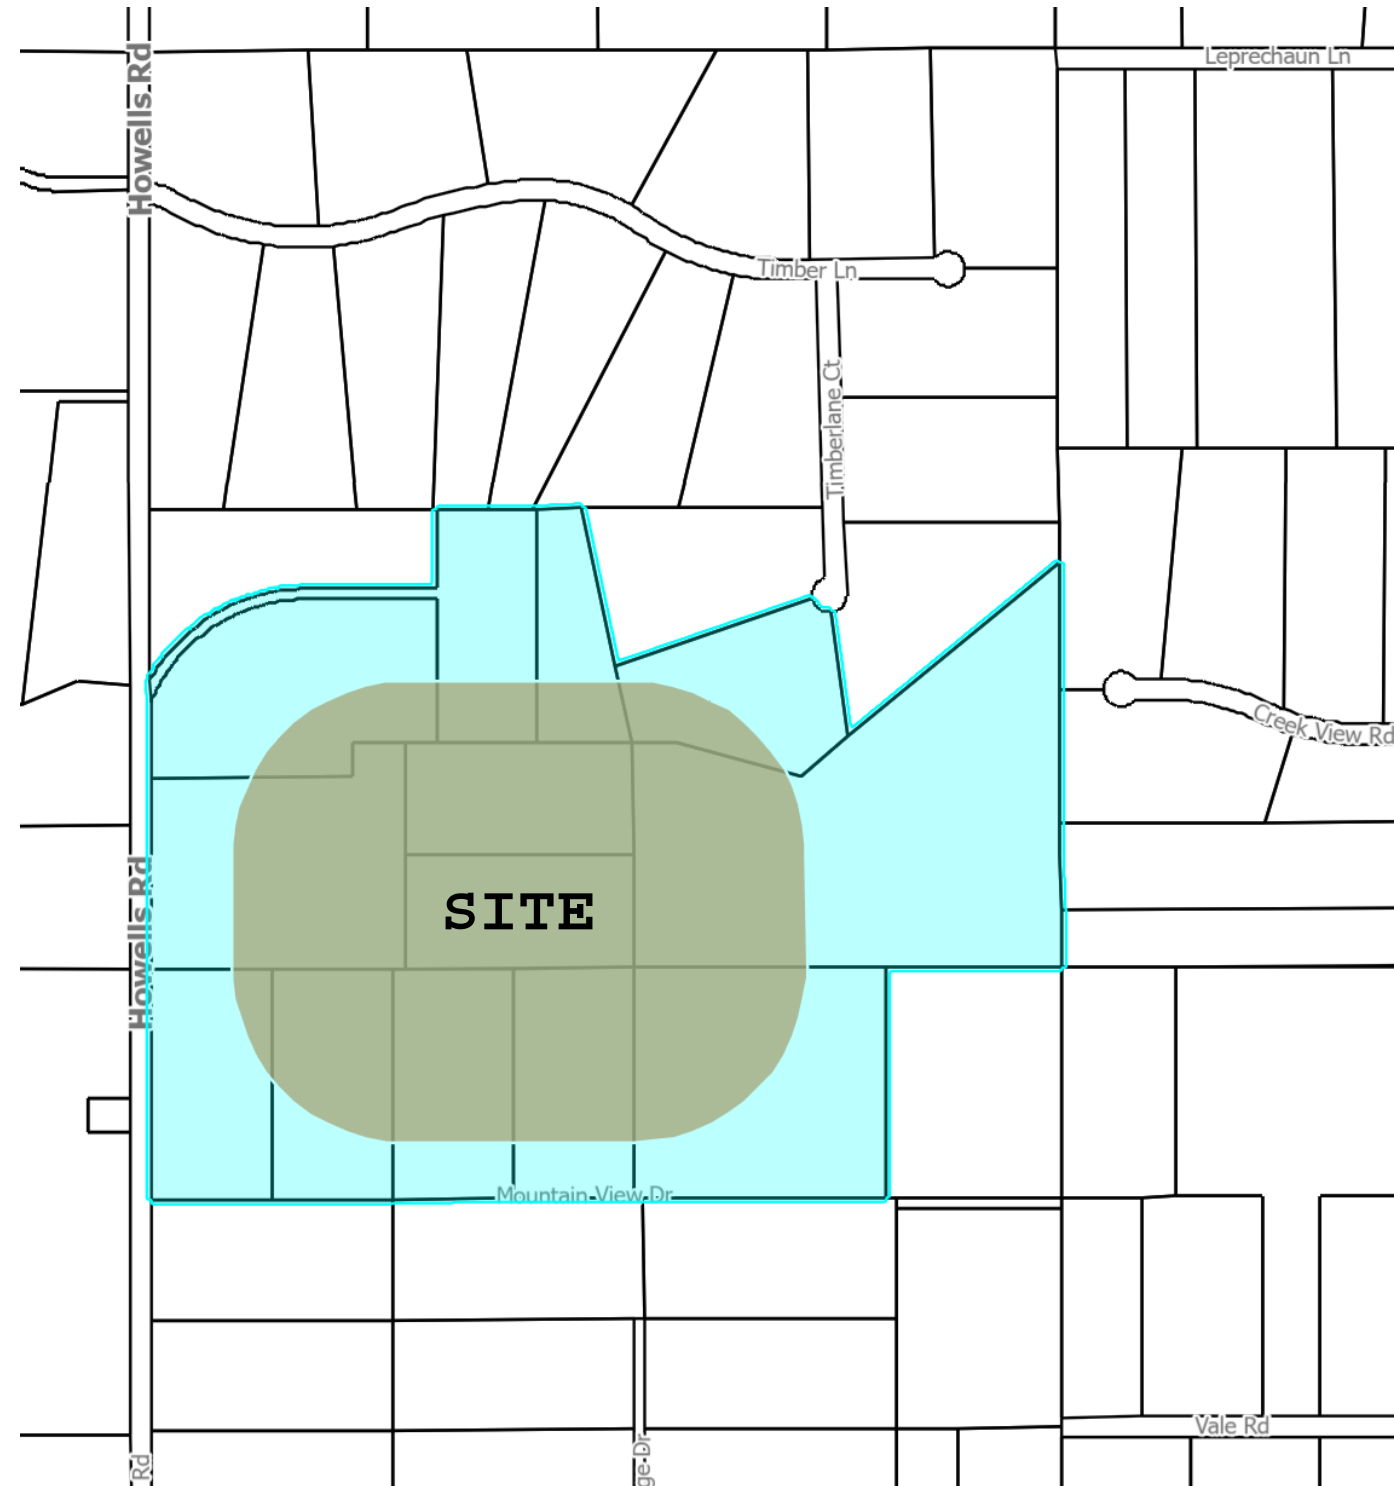 Leprechaun Ln
Howells Rd
Timber Ln
Timberlane Ct
Creek View Rd
SITE
Howells Rd
Mountain View Dr
Vale Rd
Rd